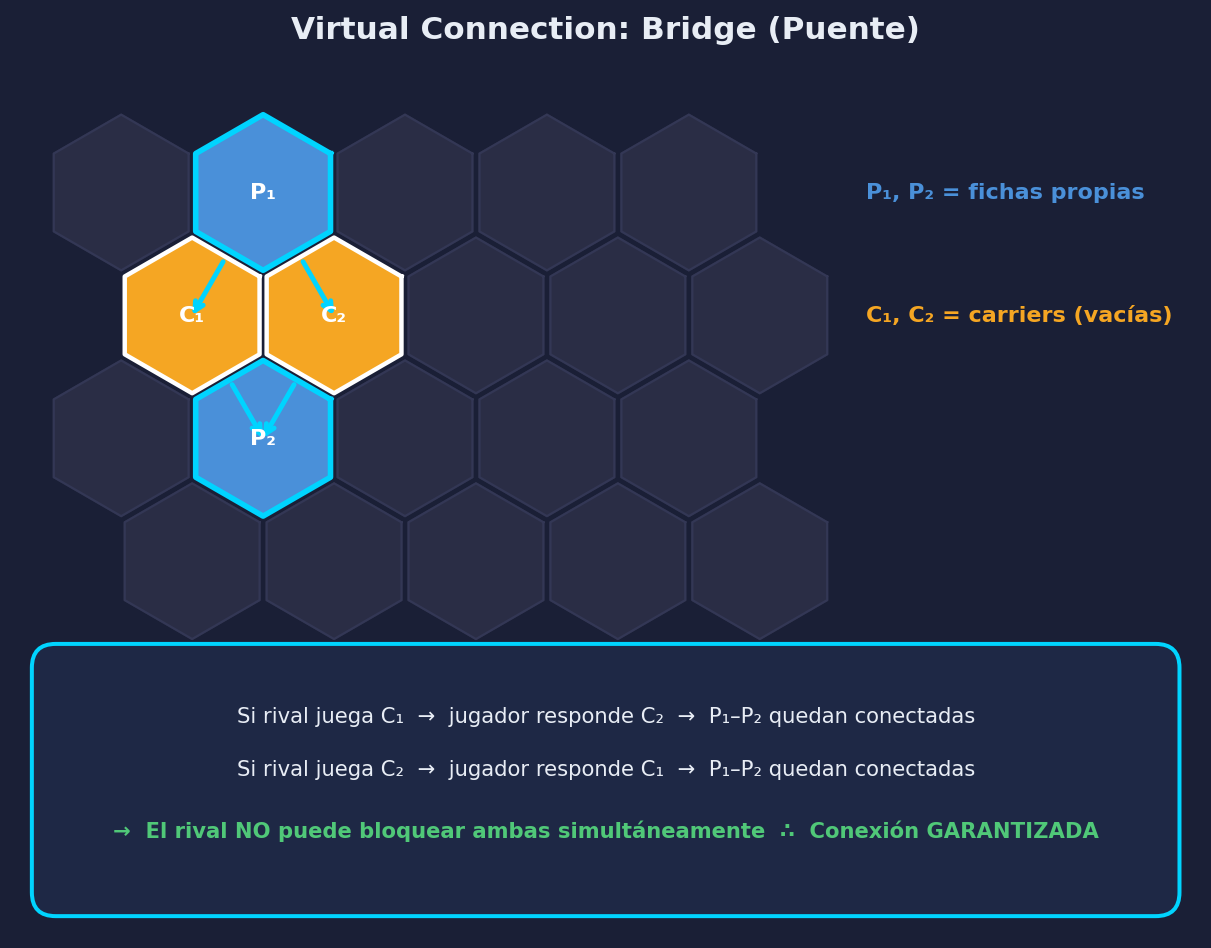 Virtual Connection: Bridge (Puente)
P₁
P₁, P₂ = fichas propias
C₁
C₂
C₁, C₂ = carriers (vacías)
P₂
Si rival juega C₁ → jugador responde C₂ → P₁–P₂ quedan conectadas
Si rival juega C₂ → jugador responde C₁ → P₁–P₂ quedan conectadas
→ El rival NO puede bloquear ambas simultáneamente ∴ Conexión GARANTIZADA